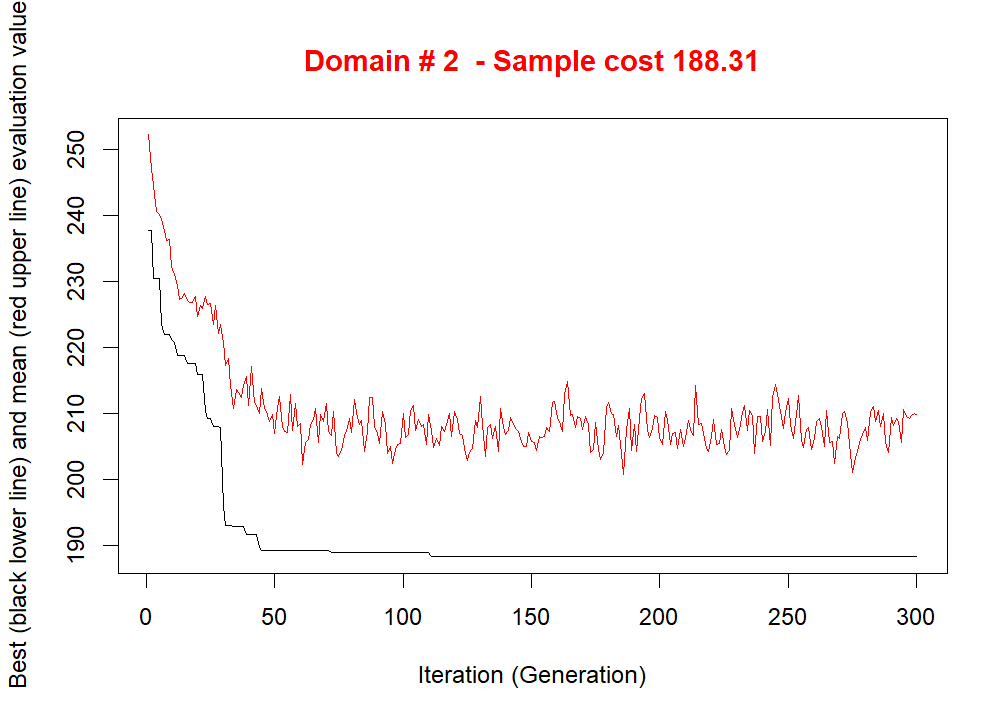 Domain # 2 - Sample cost 188.31
Best (black lower line) and mean (red upper line) evaluation value
250
240
230
220
210
200
190
0 50 100 150 200 250 300
Iteration (Generation)